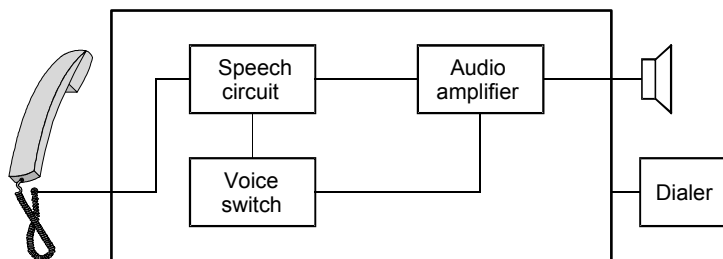 Speech
circuit
Audio
amplifier
Voice
switch
Dialer